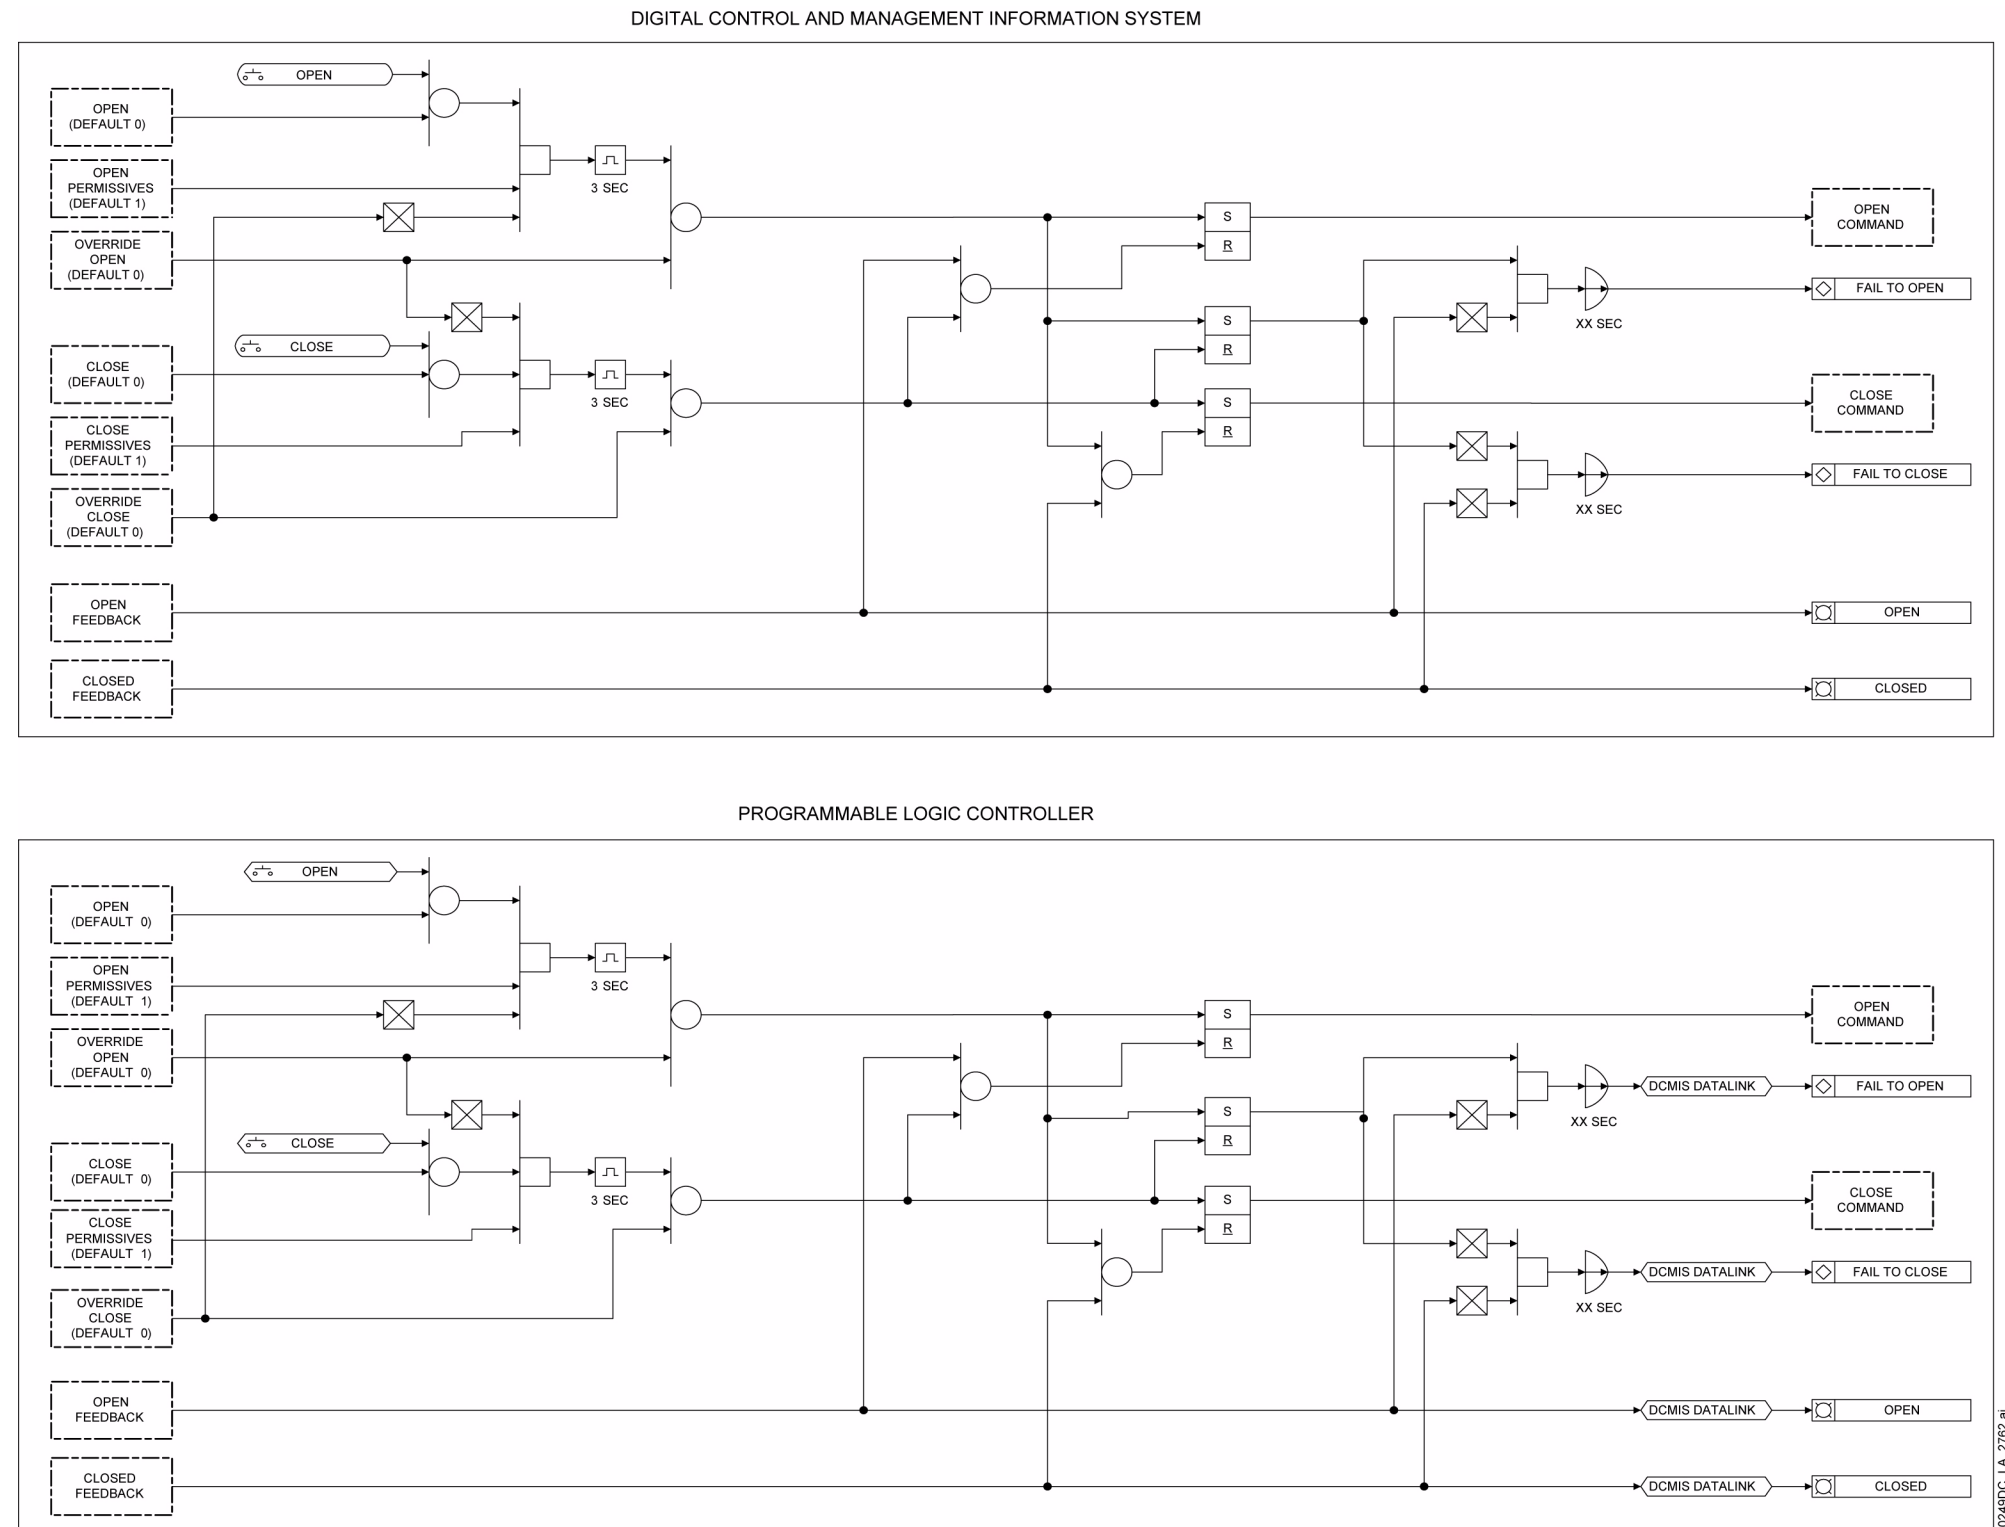 DIGITAL CONTROL AND MANAGEMENT INFORMATION SYSTEM
OPEN
OPEN
(DEFAULT 0)
OPEN
PERMISSIVES
(DEFAULT 1)
3 SEC
OVERRIDE
OPEN
(DEFAULT 0)
S
R
OPEN
COMMAND
FAIL TO OPEN
XX SEC
S
R
CLOSE
CLOSE
(DEFAULT 0)
3 SEC
S
R
CLOSE
COMMAND
CLOSE
PERMISSIVES
(DEFAULT 1)
FAIL TO CLOSE
XX SEC
OVERRIDE
CLOSE
(DEFAULT 0)
OPEN
FEEDBACK
OPEN
CLOSED
FEEDBACK
CLOSED
PROGRAMMABLE LOGIC CONTROLLER
OPEN
OPEN
(DEFAULT 0)
OPEN
PERMISSIVES
(DEFAULT 1)
3 SEC
OVERRIDE
OPEN
(DEFAULT 0)
S
R
OPEN
COMMAND
DCMIS DATALINK
FAIL TO OPEN
XX SEC
S
R
CLOSE
CLOSE
(DEFAULT 0)
3 SEC
S
R
CLOSE
COMMAND
CLOSE
PERMISSIVES
(DEFAULT 1)
DCMIS DATALINK
FAIL TO CLOSE
XX SEC
OVERRIDE
CLOSE
(DEFAULT 0)
OPEN
FEEDBACK
DCMIS DATALINK
OPEN
CLOSED
FEEDBACK
DCMIS DATALINK
CLOSED
0249DC_LA_2762.ai